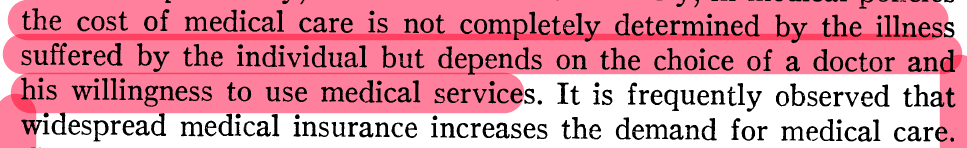 the cost of medical care is not completely determined by the illness
suffered by the individual but depends on the choice of a doctor and
his willingness to use medical services. It is frequently observed that
widespread medical insurance increases the demand for medical care.